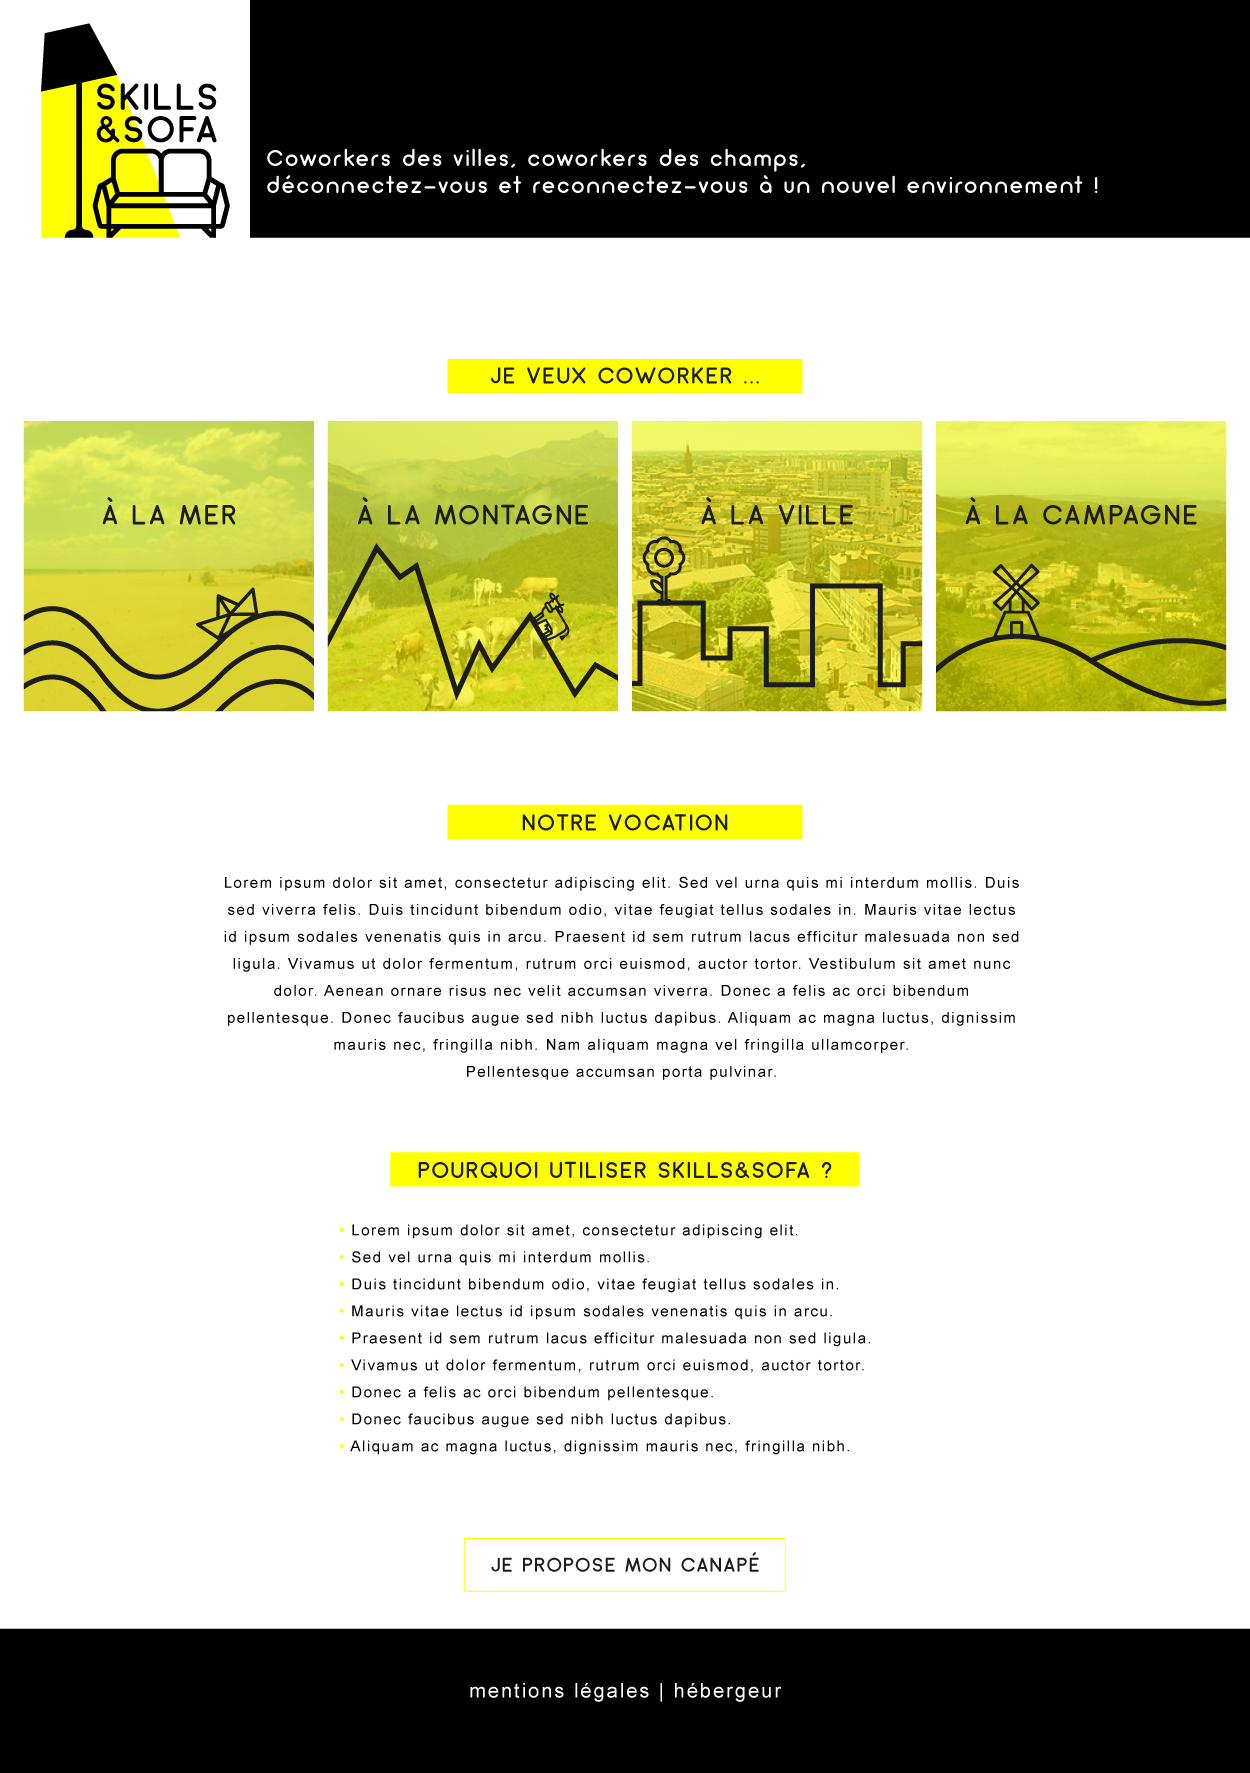 SKILLS
&SOFA
Coworkers des villes, coworkers des champs,
déconnectez-vous et reconnectez-vous à un nouvel environnement !
JE VEUX COWORKER ...
À LA MER
À LA MONTAGNE
À LA VILLE
À LA CAMPAGNE
NOTRE VOCATION
Lorem ipsum dolor sit amet, consectetur adipiscing elit. Sed vel urna quis mi interdum mollis. Duis
sed viverra felis. Duis tincidunt bibendum odio, vitae feugiat tellus sodales in. Mauris vitae lectus
id ipsum sodales venenatis quis in arcu. Praesent id sem rutrum lacus efficitur malesuada non sed
ligula. Vivamus ut dolor fermentum, rutrum orci euismod, auctor tortor. Vestibulum sit amet nunc
dolor. Aenean ornare risus nec velit accumsan viverra. Donec a felis ac orci bibendum
pellentesque. Donec faucibus augue sed nibh luctus dapibus. Aliquam ac magna luctus, dignissim
mauris nec, fringilla nibh. Nam aliquam magna vel fringilla ullamcorper.
Pellentesque accumsan porta pulvinar.
POURQUOI UTILISER SKILLS&SOFA ?
• Lorem ipsum dolor sit amet, consectetur adipiscing elit.
• Sed vel urna quis mi interdum mollis.
• Duis tincidunt bibendum odio, vitae feugiat tellus sodales in.
• Mauris vitae lectus id ipsum sodales venenatis quis in arcu.
• Praesent id sem rutrum lacus efficitur malesuada non sed ligula.
• Vivamus ut dolor fermentum, rutrum orci euismod, auctor tortor.
• Donec a felis ac orci bibendum pellentesque.
• Donec faucibus augue sed nibh luctus dapibus.
• Aliquam ac magna luctus, dignissim mauris nec, fringilla nibh.
JE PROPOSE MON CANAPÉ
mentions légales | hébergeur